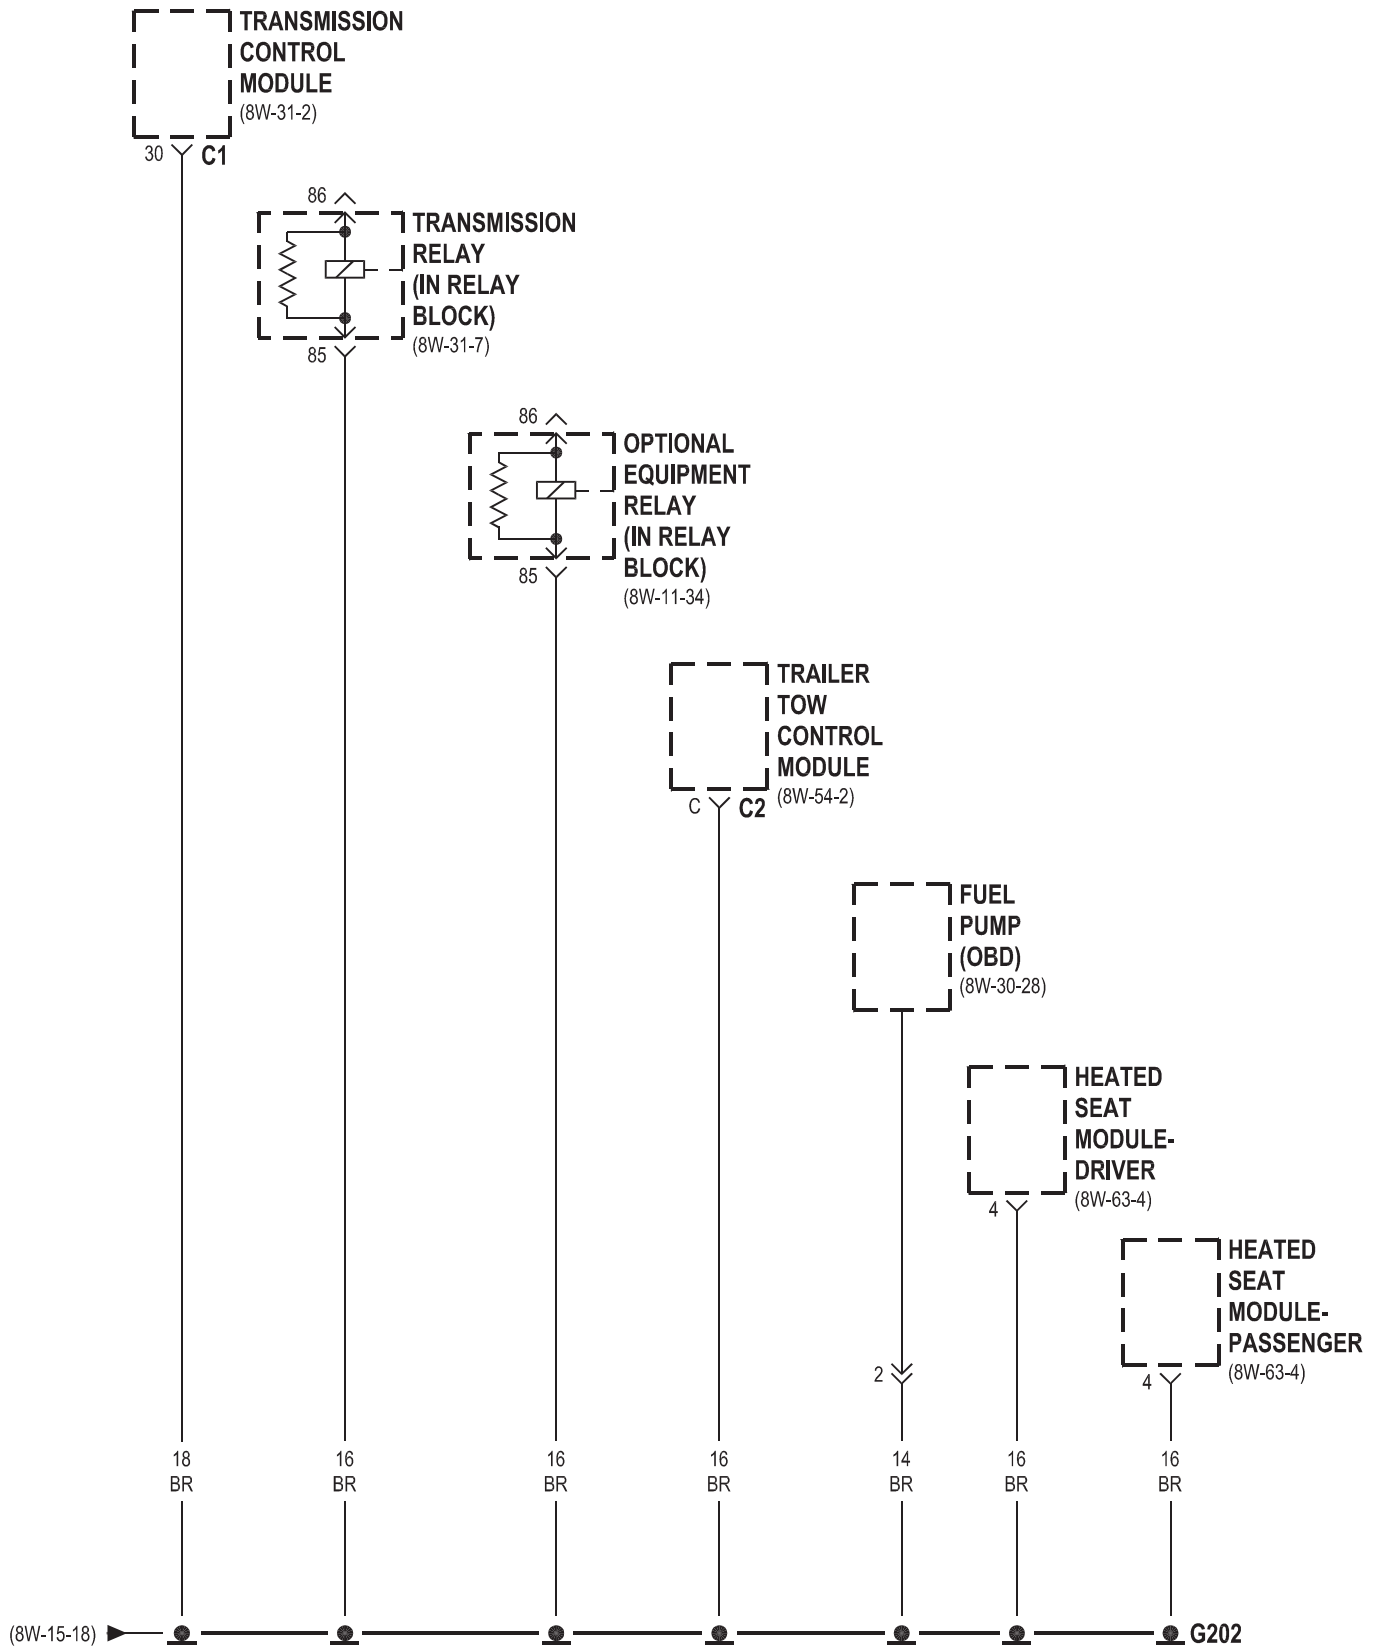 TRANSMISSION
CONTROL
MODULE
(8W-31-2)
30
C1
86
TRANSMISSION
RELAY
(IN RELAY
BLOCK)
(8W-31-7)
85
86
OPTIONAL
EQUIPMENT
RELAY
(IN RELAY
BLOCK)
(8W-11-34)
85
TRAILER
TOW
CONTROL
MODULE
(8W-54-2)
C
C2
FUEL
PUMP
(OBD)
(8W-30-28)
HEATED
SEAT
MODULE-
DRIVER
(8W-63-4)
4
HEATED
SEAT
MODULE-
PASSENGER
(8W-63-4)
2
4
18 16 16 16 14 16 16
BR BR BR BR BR BR BR
(8W-15-18)
G202